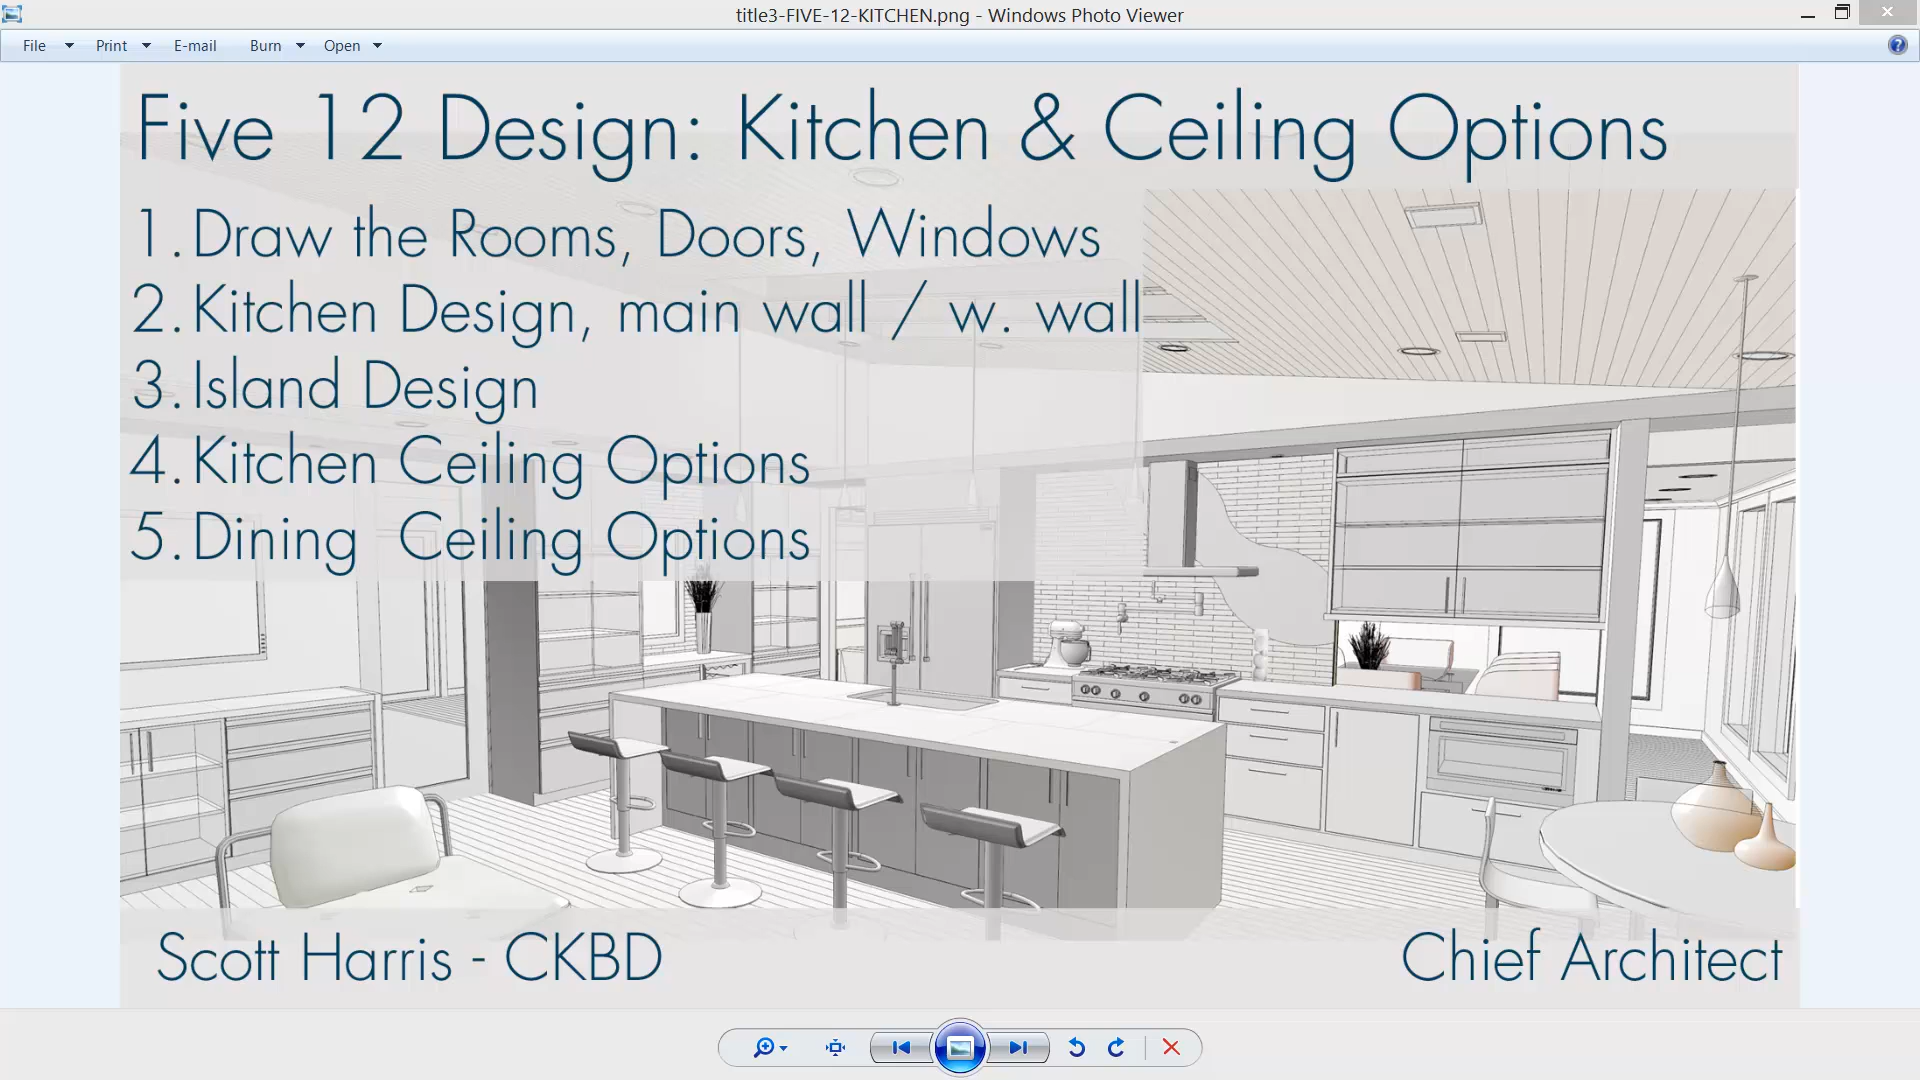 title3-FIVE-12-KITCHEN.png - Windows Photo Viewer
File Print E-mail Burn Open
Five 12 Design: Kitchen & Ceiling Options
1. Draw the Rooms, Doors, Windows
2. Kitchen Design, main wall / w. wall
3. Island Design
4. Kitchen Ceiling Options
5. Dining Ceiling Options
Scott Harris - CKBD
Chief Architect